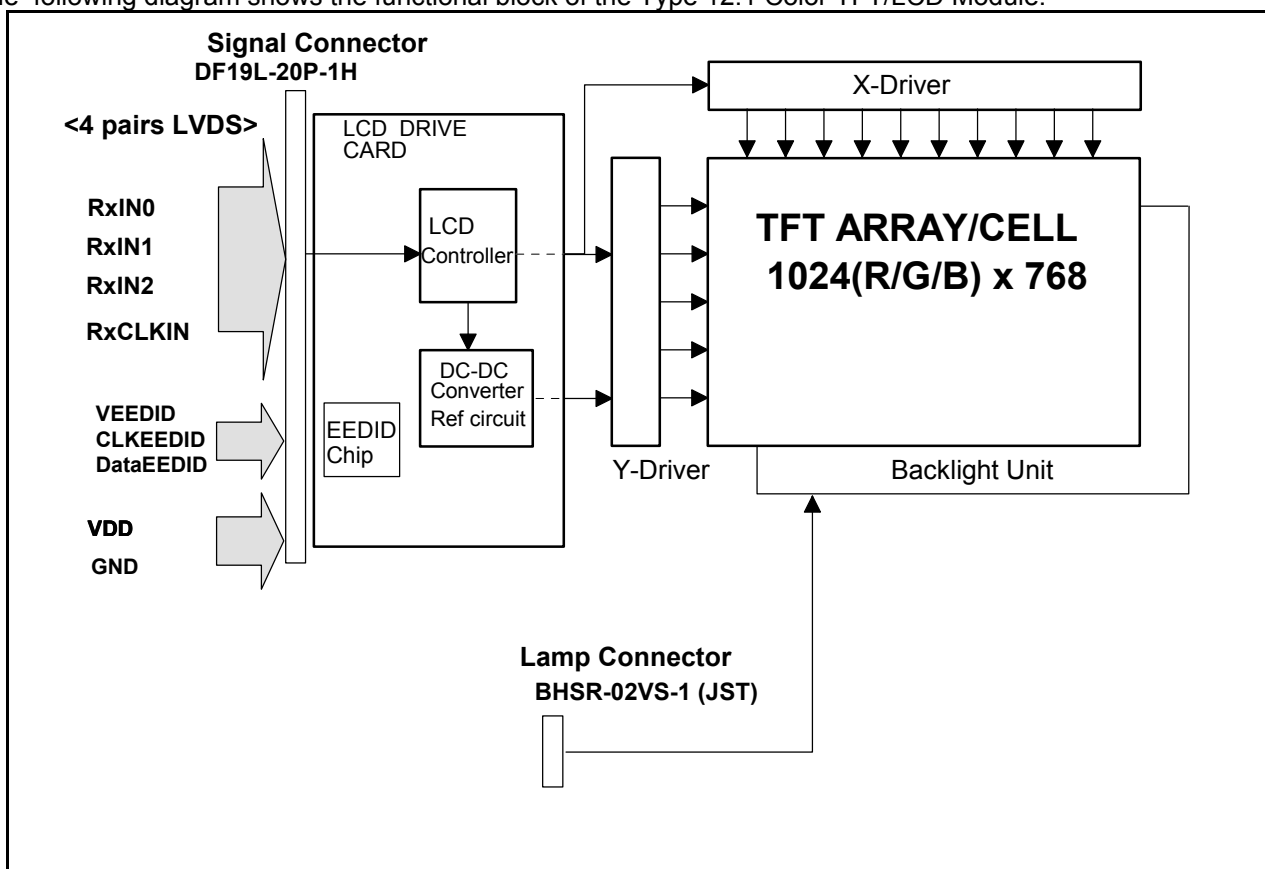 following diagram shows the functional block of the Type 12.1 Color TFT/LCD Module.
Signal Connector
DF19L-20P-1H
<4 pairs LVDS>
RxIN0
RxIN1
RxIN2
RxCLKIN
VEEDID
CLKEEDID
DataEEDID
VDD
GND
LCD DRIVE
CARD
LCD
Controller
DC-DC
Converter
Ref circuit
EEDID
Chip
X-Driver
Y-Driver
TFT ARRAY/CELL
1024(R/G/B) x 768
Backlight Unit
Lamp Connector
BHSR-02VS-1 (JST)